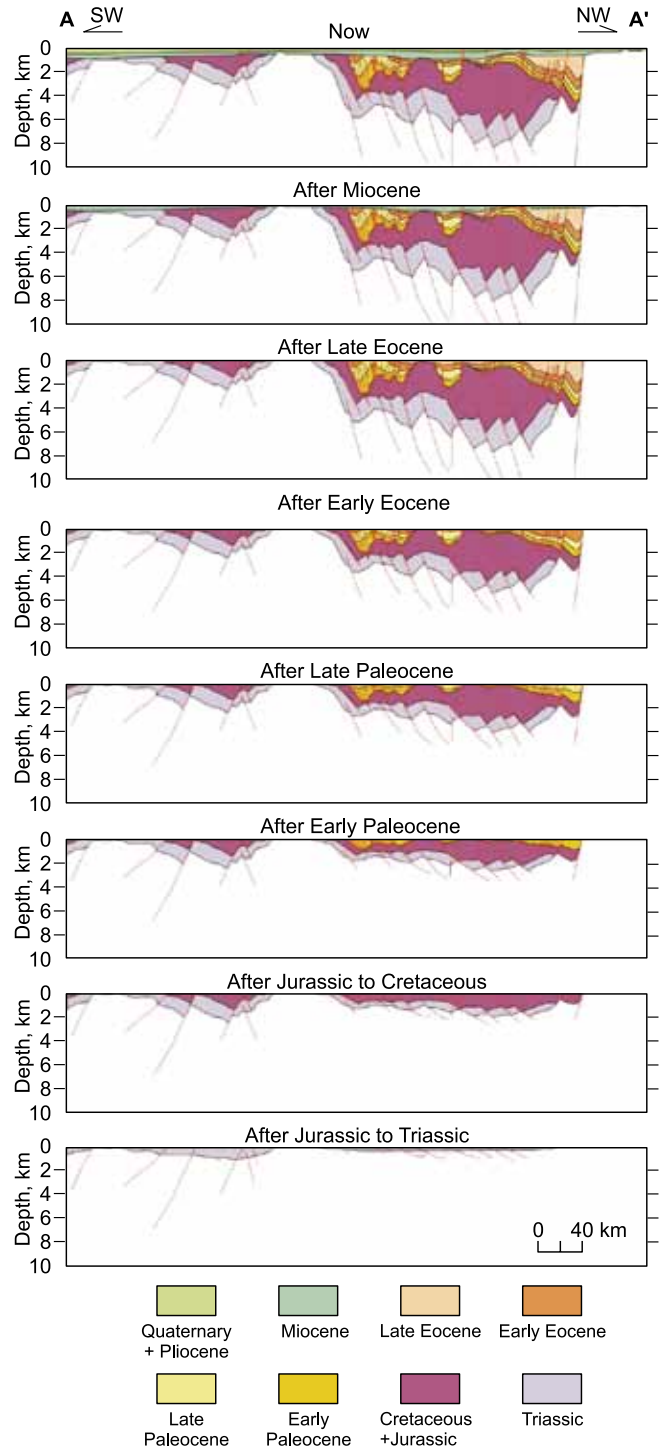 A SW Now NW A'
Depth, km
0
2
4
6
8
10
After Miocene
Depth, km
0
2
4
6
8
10
After Late Eocene
Depth, km
0
2
4
6
8
10
After Early Eocene
Depth, km
0
2
4
6
8
10
After Late Paleocene
Depth, km
0
2
4
6
8
10
After Early Paleocene
Depth, km
0
2
4
6
8
10
After Jurassic to Cretaceous
Depth, km
0
2
4
6
8
10
After Jurassic to Triassic
Depth, km
0
2
4
6
8
10
0 40 km
Quaternary
+ Pliocene
Miocene
Late Eocene
Early Eocene
Late
Paleocene
Early
Paleocene
Cretaceous
+Jurassic
Triassic